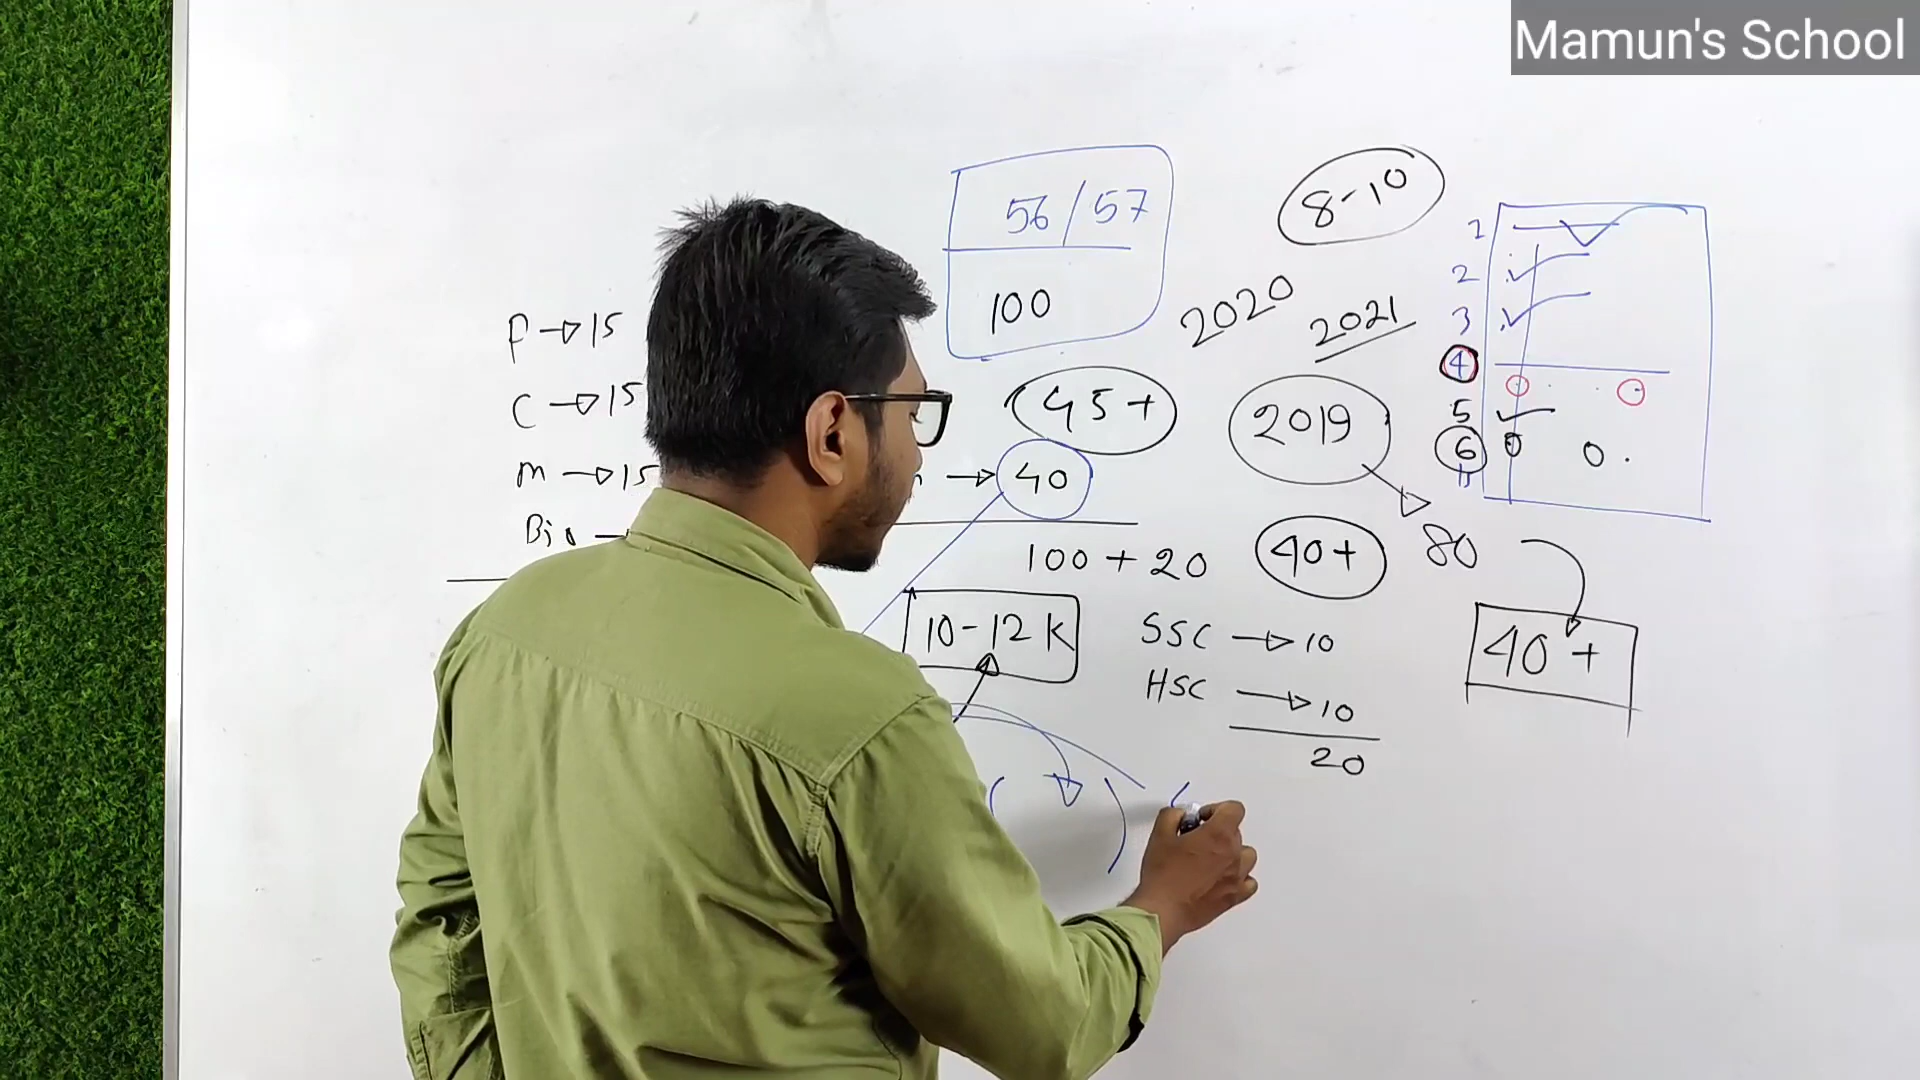 Mamun's School
8-10
56/57
100
2020
2021
P → 15
C → 15
m → 15
Bio →
45+
→ 40
100 + 20
10-12 K
2019
80
40+
40+
SSC → 10
HSC → 10
20
1
2
3
4
5
6